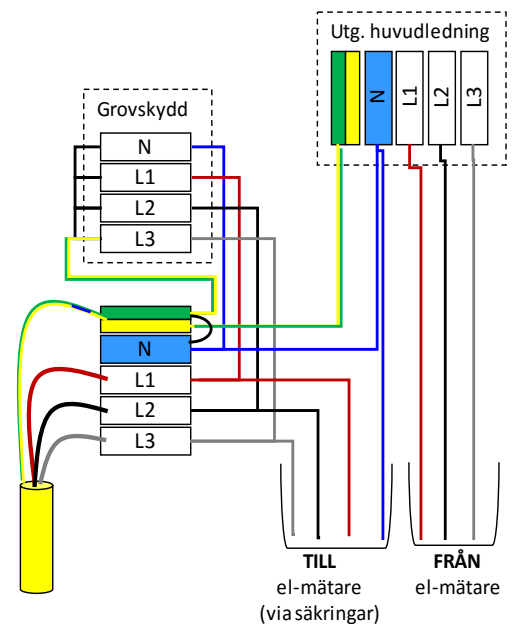 Utg. huvudledning
N
L1
L2
L3
Grovskydd
N
L1
L2
L3
N
L1
L2
L3
TILL
el-mätare
(via säkringar)
FRÅN
el-mätare